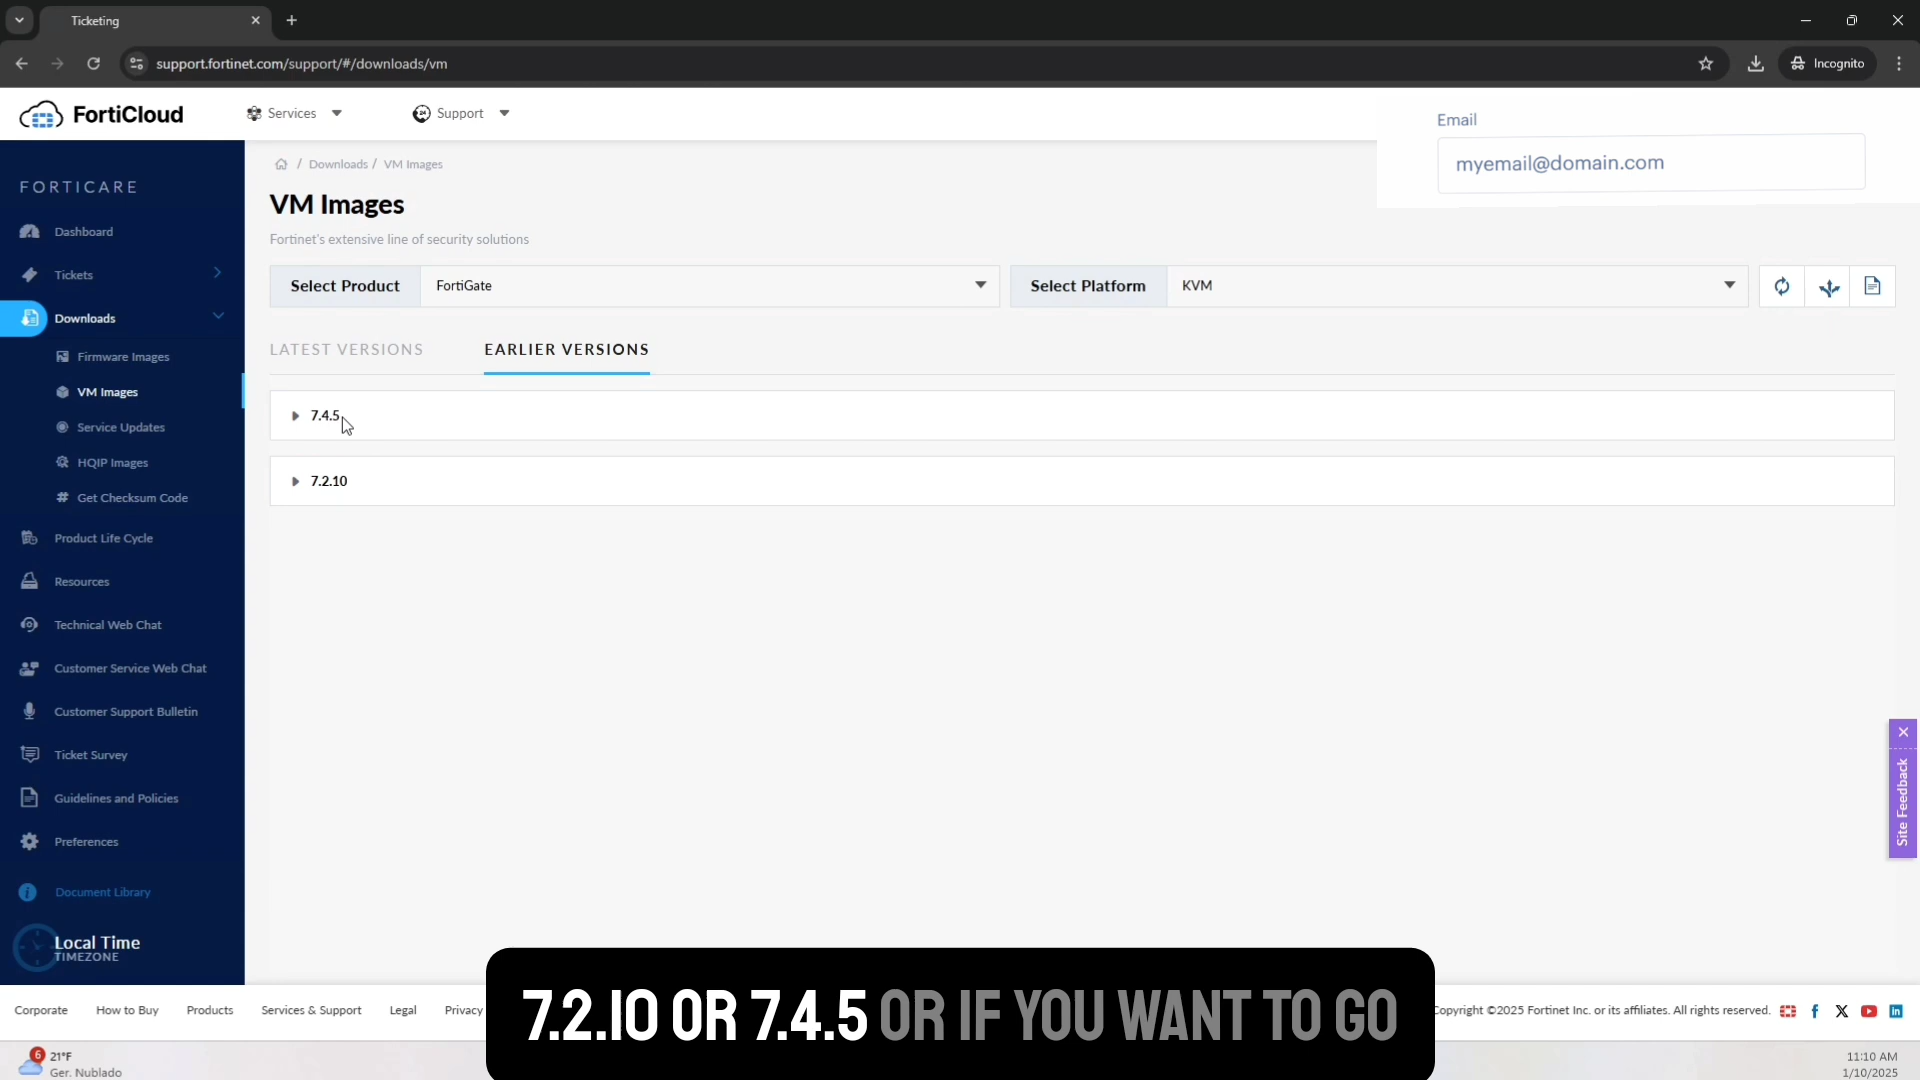 Ticketing
support.fortinet.com/support/#/downloads/vm
Incognito
FortiCloud
Services
Support
Email
myemail@domain.com
FORTICARE
Dashboard
Tickets
Downloads
Firmware Images
VM Images
Service Updates
HQIP Images
Get Checksum Code
Product Life Cycle
Resources
Technical Web Chat
Customer Service Web Chat
Customer Support Bulletin
Ticket Survey
Guidelines and Policies
Preferences
Document Library
Local Time
TIMEZONE
/ Downloads / VM Images
VM Images
Fortinet's extensive line of security solutions
Select Product FortiGate
Select Platform KVM
LATEST VERSIONS EARLIER VERSIONS
7.4.5
7.2.10
Site Feedback
Corporate How to Buy Products Services & Support Legal Privacy
Copyright ©2025 Fortinet Inc. or its affiliates. All rights reserved.
7.2.10 OR 7.4.5 OR IF YOU WANT TO GO
6
21°F
Ger. Nublado
11:10 AM
1/10/2025